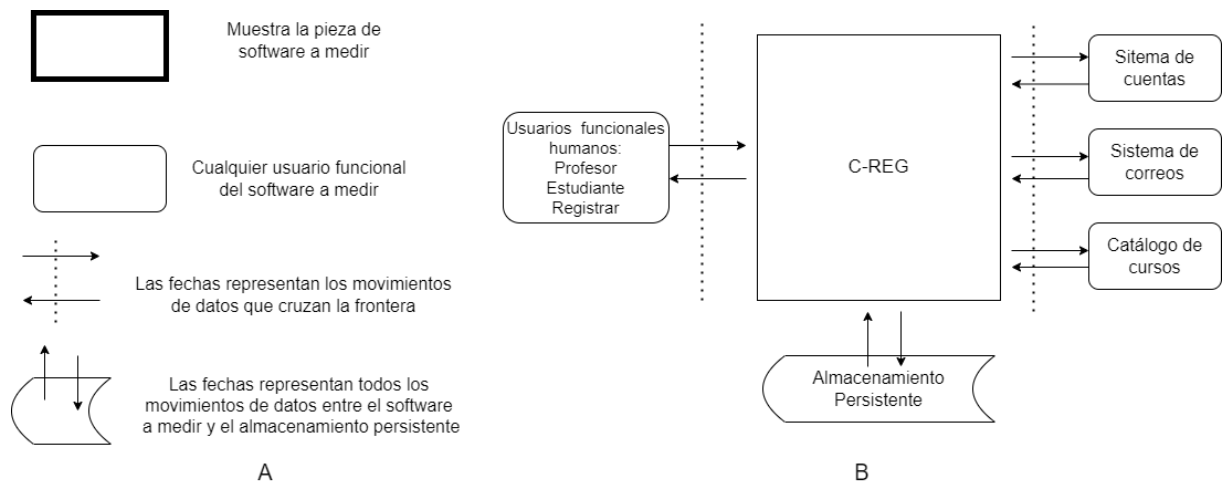 Muestra la pieza de
software a medir
Cualquier usuario funcional
del software a medir
Las fechas representan los movimientos
de datos que cruzan la frontera
Las fechas representan todos los
movimientos de datos entre el software
a medir y el almacenamiento persistente
A
Usuarios funcionales
humanos:
Profesor
Estudiante
Registrar
C-REG
Sitema de
cuentas
Sistema de
correos
Catálogo de
cursos
Almacenamiento
Persistente
B